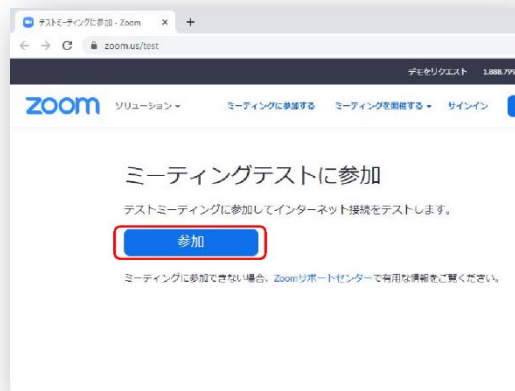 テストミーティングに参加 - Zoom
zoom.us/test
デモをリクエスト 1.888.799
zoom ソリューション ミーティングに参加する ミーティングを開催する サインイン
ミーティングテストに参加
テストミーティングに参加してインターネット接続をテストします。
参加
ミーティングに参加できない場合、Zoomサポートセンターで有用な情報をご覧ください。